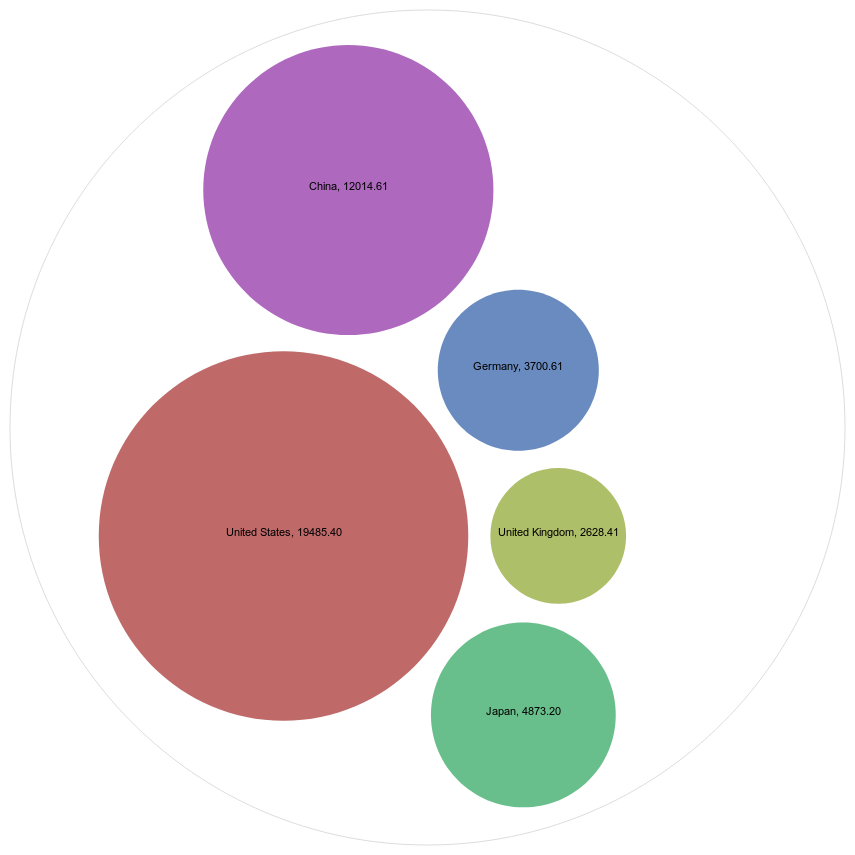 China, 12014.61
Germany, 3700.61
United States, 19485.40
United Kingdom, 2628.41
Japan, 4873.20